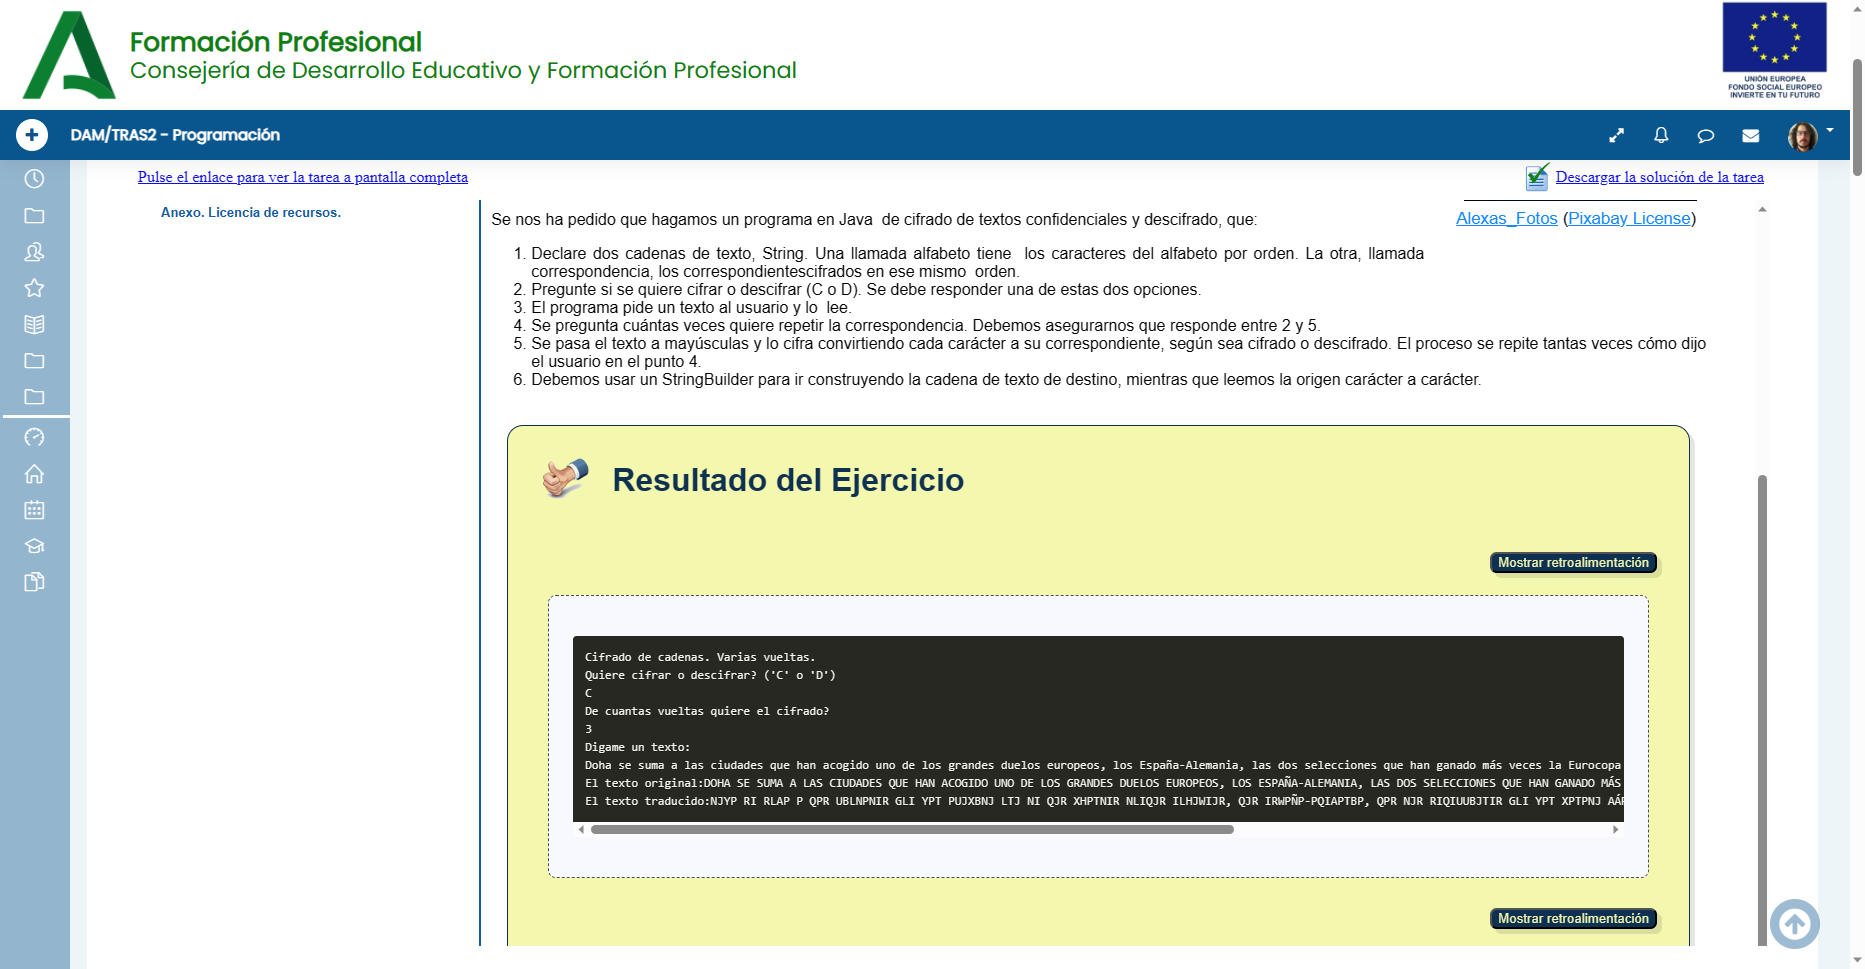 Formación Profesional
Consejería de Desarrollo Educativo y Formación Profesional
UNIÓN EUROPEA
FONDO SOCIAL EUROPEO
INVIERTE EN TU FUTURO
DAM/TRAS2 - Programación
Pulse el enlace para ver la tarea a pantalla completa
Descargar la solución de la tarea
Anexo. Licencia de recursos.
Alexas_Fotos (Pixabay License)
Se nos ha pedido que hagamos un programa en Java  de cifrado de textos confidenciales y descifrado, que:
1. Declare dos cadenas de texto, String. Una llamada alfabeto tiene  los caracteres del alfabeto por orden. La otra, llamada
correspondencia, los correspondientescifrados en ese mismo  orden.
2. Pregunte si se quiere cifrar o descifrar (C o D). Se debe responder una de estas dos opciones.
3. El programa pide un texto al usuario y lo  lee.
4. Se pregunta cuántas veces quiere repetir la correspondencia. Debemos asegurarnos que responde entre 2 y 5.
5. Se pasa el texto a mayúsculas y lo cifra convirtiendo cada carácter a su correspondiente, según sea cifrado o descifrado. El proceso se repite tantas veces cómo dijo
el usuario en el punto 4.
6. Debemos usar un StringBuilder para ir construyendo la cadena de texto de destino, mientras que leemos la origen carácter a carácter.
Resultado del Ejercicio
Mostrar retroalimentación
Cifrado de cadenas. Varias vueltas.
Quiere cifrar o descifrar? ('C' o 'D')
C
De cuantas vueltas quiere el cifrado?
3
Digame un texto:
Doha se suma a las ciudades que han acogido uno de los grandes duelos europeos, los España-Alemania, las dos selecciones que han ganado más veces la Eurocopa
El texto original:DOHA SE SUMA A LAS CIUDADES QUE HAN ACOGIDO UNO DE LOS GRANDES DUELOS EUROPEOS, LOS ESPAÑA-ALEMANIA, LAS DOS SELECCIONES QUE HAN GANADO MÁS
El texto traducido:NJYP RI RLAP P QPR UBLNPNIR GLI YPT PUJXBNJ LTJ NI QJR XHPTNIR NLIQJR ILHJWIJR, QJR IRWPÑP-PQIAPTBP, QPR NJR RIQIUUBJTIR GLI YPT XPTPNJ AÁR
Mostrar retroalimentación